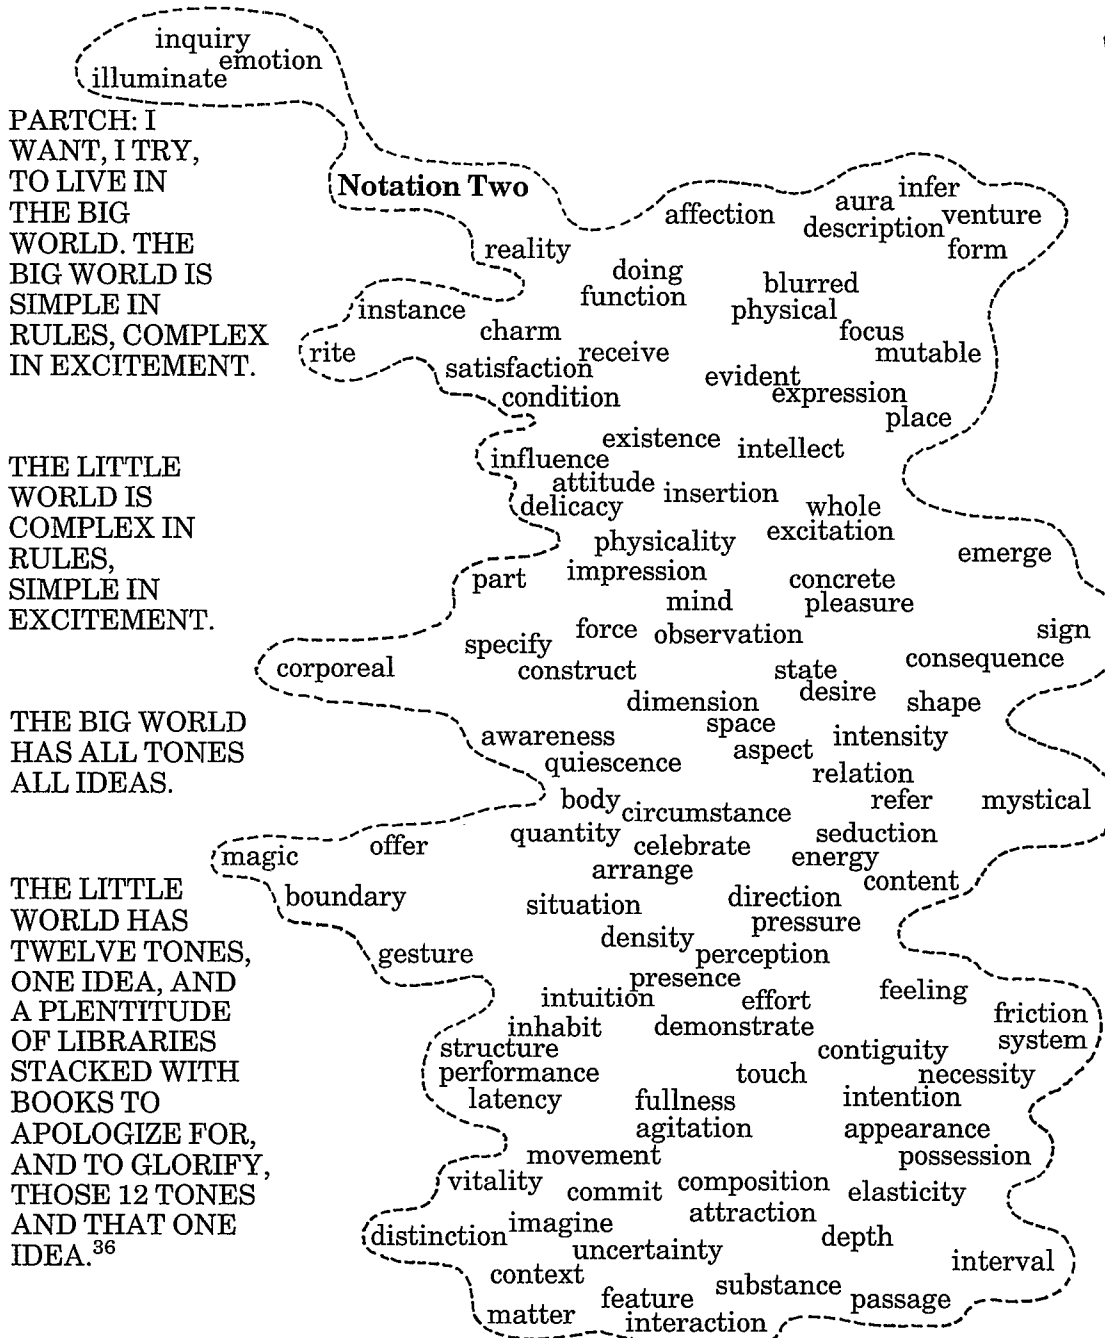 inquiry
emotion
illuminate
PARTCH: I
WANT, I TRY,
TO LIVE IN
THE BIG
WORLD. THE
BIG WORLD IS
SIMPLE IN
RULES, COMPLEX
IN EXCITEMENT.
THE LITTLE
WORLD IS
COMPLEX IN
RULES,
SIMPLE IN
EXCITEMENT.
THE BIG WORLD
HAS ALL TONES
ALL IDEAS.
THE LITTLE
WORLD HAS
TWELVE TONES,
ONE IDEA, AND
A PLENTITUDE
OF LIBRARIES
STACKED WITH
BOOKS TO
APOLOGIZE FOR,
AND TO GLORIFY,
THOSE 12 TONES
AND THAT ONE
IDEA.36
Notation Two
infer
aura
affection
venture
description
form
reality
doing
blurred
function
instance
physical
charm
focus
rite
receive
mutable
satisfaction
evident
condition
expression
place
existence
intellect
influence
attitude
insertion
delicacy
whole
excitation
physicality
emerge
part
impression
concrete
mind
pleasure
force
observation
sign
specify
consequence
corporeal
construct
state
desire
dimension
shape
space
awareness
aspect
intensity
quiescence
relation
body
refer
mystical
circumstance
quantity
seduction
offer
celebrate
magic
energy
arrange
content
boundary
direction
situation
pressure
density
gesture
perception
presence
feeling
intuition
effort
friction
inhabit
demonstrate
system
structure
contiguity
performance
touch
necessity
latency
fullness
intention
agitation
appearance
movement
possession
vitality
commit
composition
elasticity
attraction
imagine
distinction
depth
uncertainty
interval
context
substance
feature
passage
matter
interaction